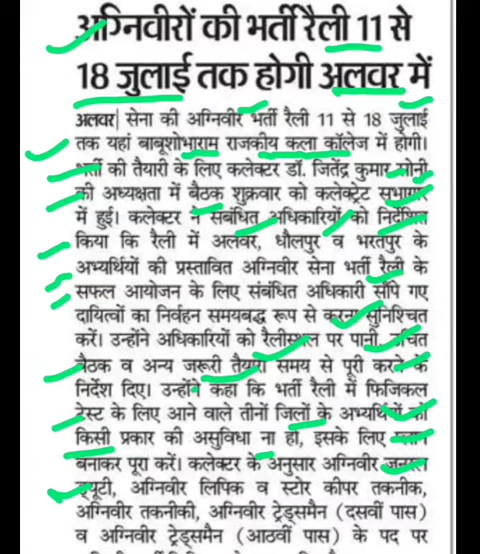 अग्निवीरों की भर्ती रैली 11 से
18 जुलाई तक होगी अलवर में
अलवर| सेना की अग्निवीर भर्ती रैली 11 से 18 जुलाई
तक यहां बाबूशोभाराम राजकीय कला कॉलेज में होगी।
भर्ती की तैयारी के लिए कलेक्टर डॉ. जितेंद्र कुमार सोनी
की अध्यक्षता में बैठक शुक्रवार को कलेक्ट्रेट सभागार
में हुई। कलेक्टर ने संबंधित अधिकारियों को निर्देशित
किया कि रैली में अलवर, धौलपुर व भरतपुर के
अभ्यर्थियों की प्रस्तावित अग्निवीर सेना भर्ती रैली के
सफल आयोजन के लिए संबंधित अधिकारी सौंपे गए
दायित्वों का निर्वहन समयबद्ध रूप से करना सुनिश्चित
करें। उन्होंने अधिकारियों को रैलीस्थल पर पानी, उचित
बैठक व अन्य जरूरी तैयारी समय से पूरी करने के
निर्देश दिए। उन्होंने कहा कि भर्ती रैली में फिजिकल
टेस्ट के लिए आने वाले तीनों जिलों के अभ्यर्थियों को
किसी प्रकार की असुविधा ना हो, इसके लिए प्लान
बनाकर पूरा करें। कलेक्टर के अनुसार अग्निवीर जनरल
ड्यूटी, अग्निवीर लिपिक व स्टोर कीपर तकनीक,
अग्निवीर तकनीकी, अग्निवीर ट्रेड्समैन (दसवीं पास)
व अग्निवीर ट्रेड्समैन (आठवीं पास) के पद पर